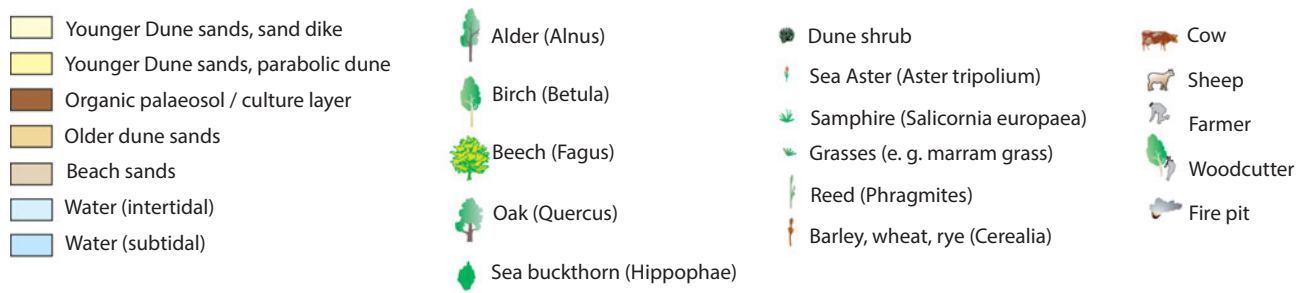 Younger Dune sands, sand dike
Younger Dune sands, parabolic dune
Organic palaeosol / culture layer
Older dune sands
Beach sands
Water (intertidal)
Water (subtidal)
Alder (Alnus)
Birch (Betula)
Beech (Fagus)
Oak (Quercus)
Sea buckthorn (Hippophae)
Dune shrub
Sea Aster (Aster tripolium)
Samphire (Salicornia europaea)
Grasses (e. g. marram grass)
Reed (Phragmites)
Barley, wheat, rye (Cerealia)
Cow
Sheep
Farmer
Woodcutter
Fire pit